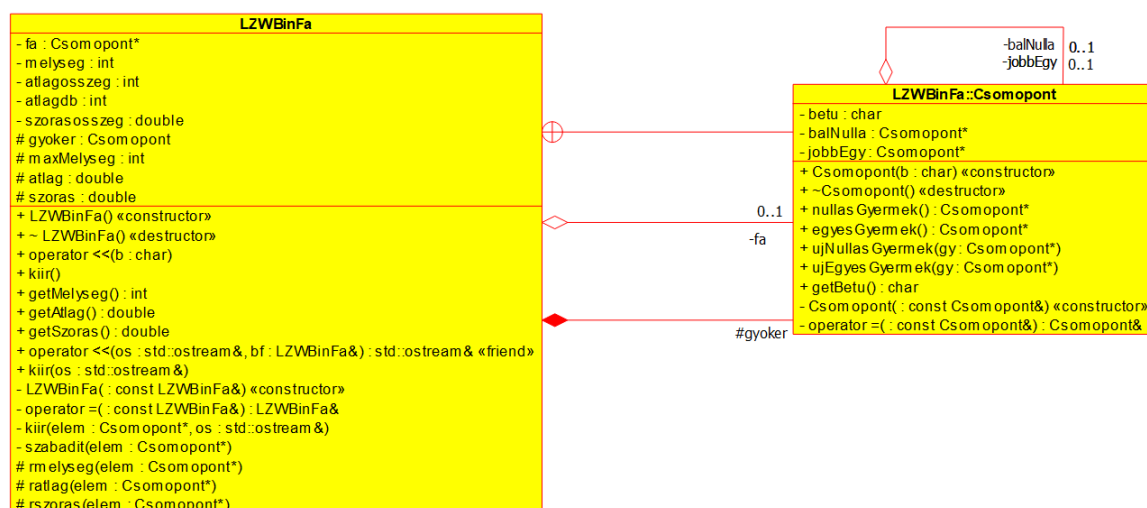 LZWBinFa
- fa : Csomopont*
- melyseg : int
- atlagosszeg : int
- atlagdb : int
- szorasosszeg : double
# gyoker : Csomopont
# maxMelyseg : int
# atlag : double
# szoras : double
+ LZWBinFa() «constructor»
+ ~ LZWBinFa() «destructor»
+ operator <<(b : char)
+ kiir()
+ getMelyseg() : int
+ getAtlag() : double
+ getSzoras() : double
+ operator <<(os : std::ostream&, bf : LZWBinFa&) : std::ostream& «friend»
+ kiir(os : std::ostream&)
- LZWBinFa( : const LZWBinFa&) «constructor»
- operator =( : const LZWBinFa&) : LZWBinFa&
- kiir(elem : Csomopont*, os : std::ostream&)
- szabadit(elem : Csomopont*)
# rmelyseg(elem : Csomopont*)
# ratlag(elem : Csomopont*)
# rszoras(elem : Csomopont*)
0..1
-fa
#gyoker
-balNulla 0..1
-jobbEgy 0..1
LZWBinFa::Csomopont
- betu : char
- balNulla : Csomopont*
- jobbEgy : Csomopont*
+ Csomopont(b : char) «constructor»
+ ~Csomopont() «destructor»
+ nullasGyermek() : Csomopont*
+ egyesGyermek() : Csomopont*
+ ujNullasGyermek(gy : Csomopont*)
+ ujEgyesGyermek(gy : Csomopont*)
+ getBetu() : char
- Csomopont( : const Csomopont&) «constructor»
- operator =( : const Csomopont&) : Csomopont&